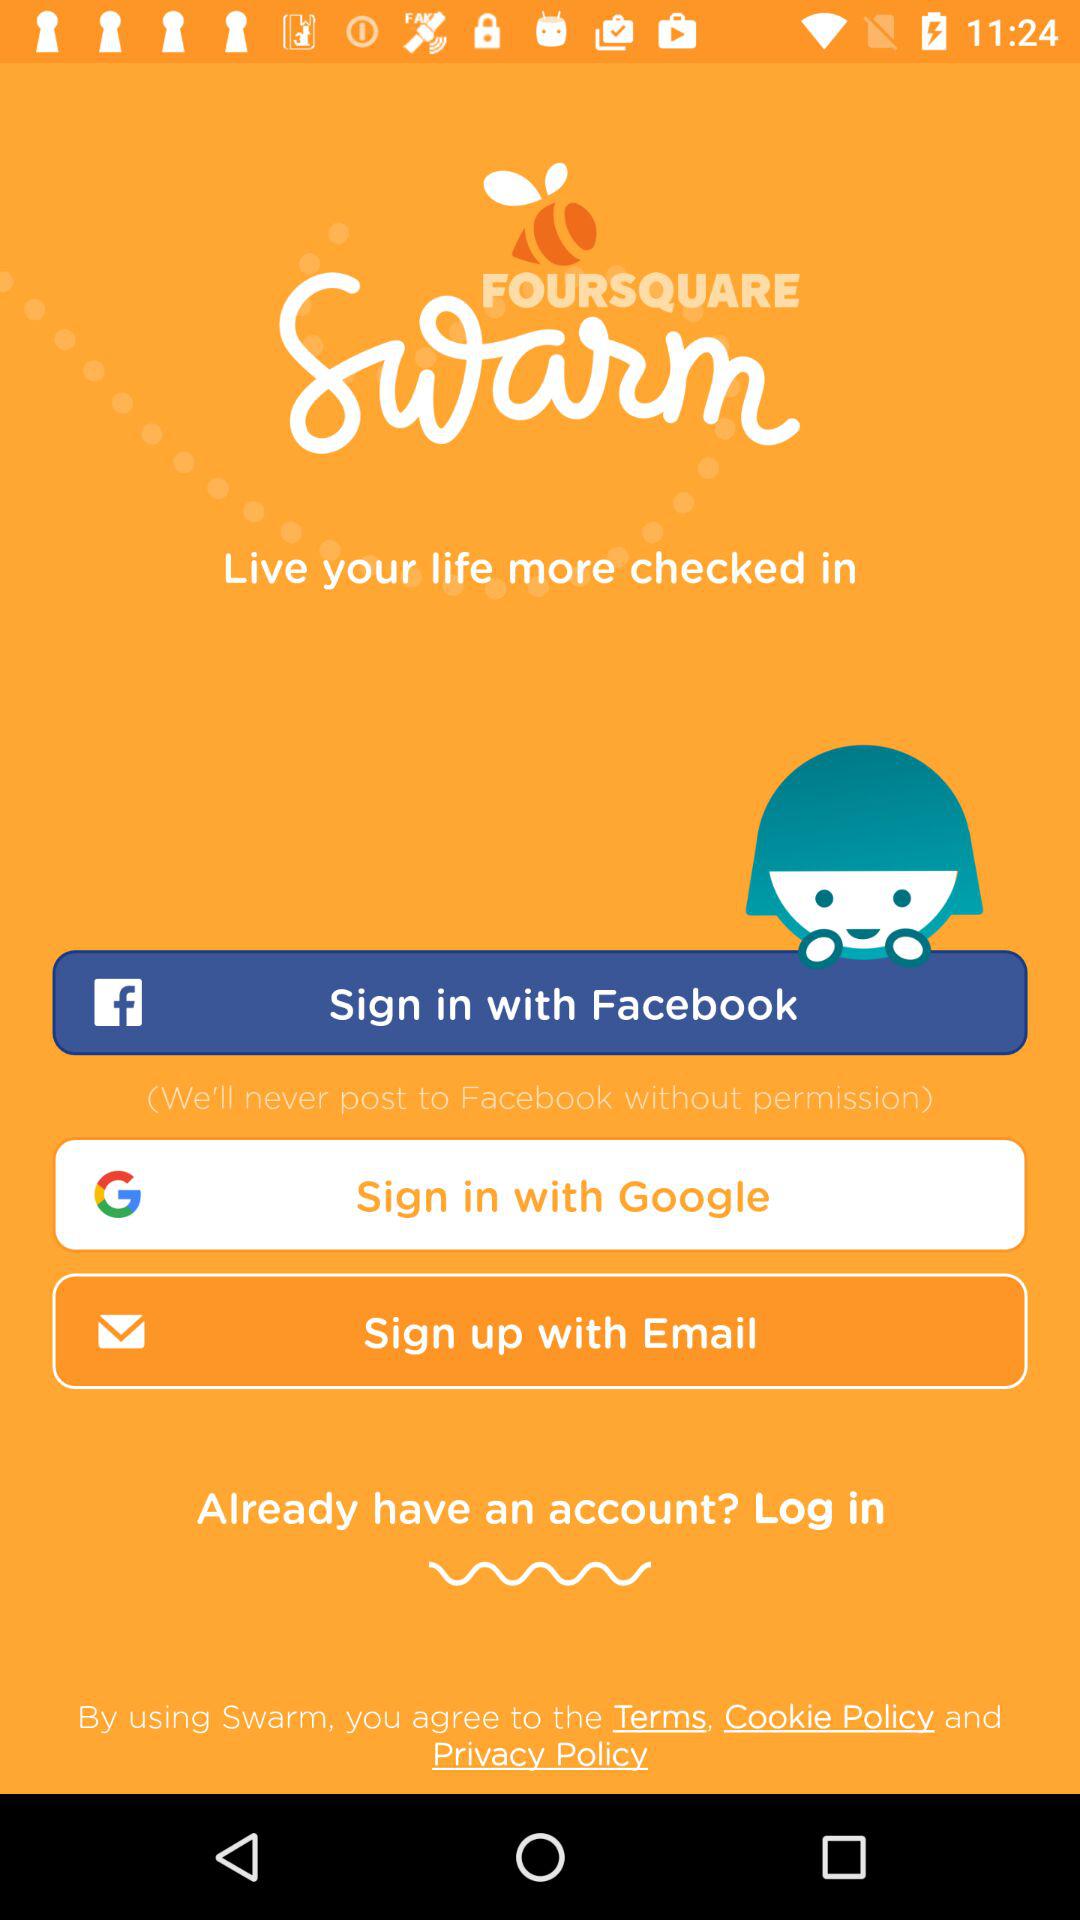 FAKE
11:24
FOURSQUARE
Swarm
Live your life more checked in
Sign in with Facebook
(We'll never post to Facebook without permission)
Sign in with Google
Sign up with Email
Already have an account? Log in
By using Swarm, you agree to the Terms, Cookie Policy and
Privacy Policy